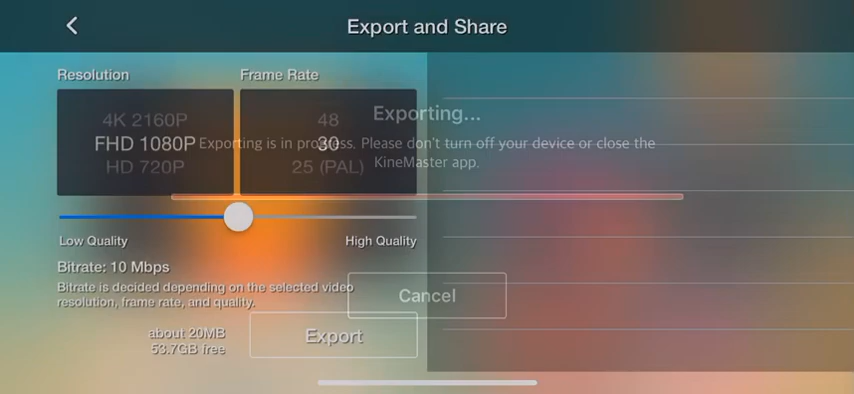 Export and Share
Resolution
Frame Rate
4K 2160P
FHD 1080P
HD 720P
48
30
25 (PAL)
Exporting...
Exporting is in progress. Please don't turn off your device or close the
KineMaster app.
Low Quality
High Quality
Bitrate: 10 Mbps
Bitrate is decided depending on the selected video
resolution, frame rate, and quality.
Cancel
about 20MB
53.7GB free
Export